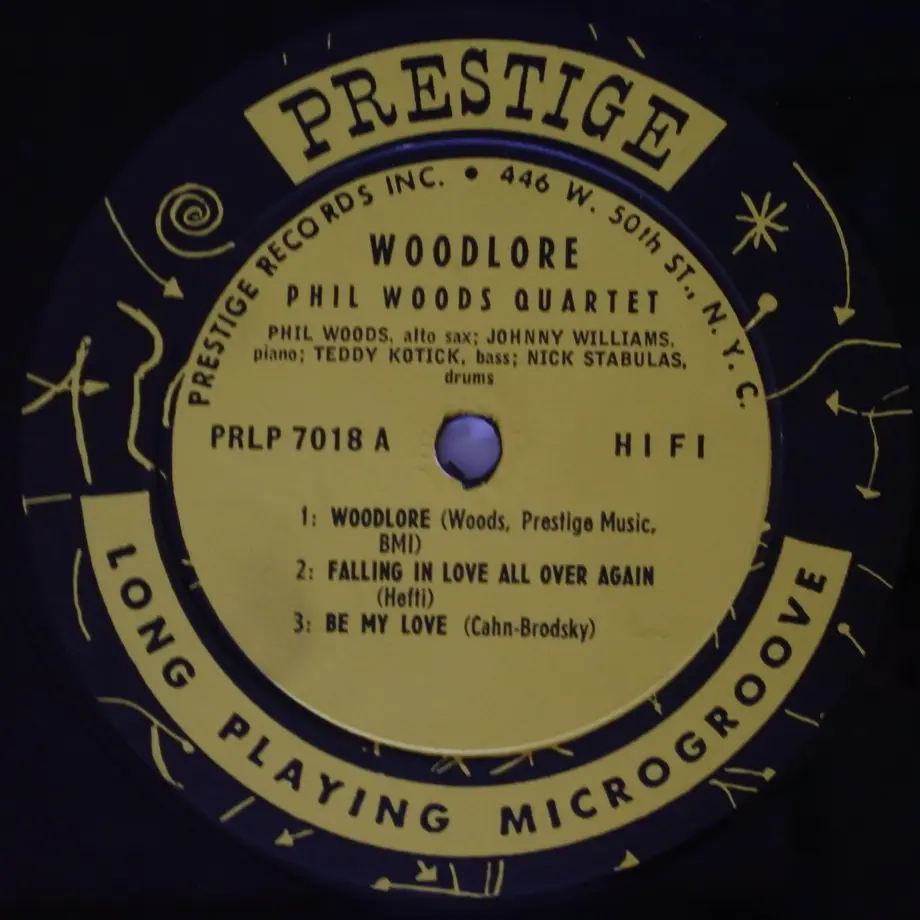 PRESTIGE
PRESTIGE RECORDS INC. • 446 W. 50th ST., N. Y. C.
WOODLORE
PHIL WOODS QUARTET
PHIL WOODS, alto sax; JOHNNY WILLIAMS,
piano; TEDDY KOTICK, bass; NICK STABULAS,
drums
PRLP 7018 A
HI FI
1: WOODLORE (Woods, Prestige Music,
BMI)
2: FALLING IN LOVE ALL OVER AGAIN
(Hefti)
3: BE MY LOVE (Cahn-Brodsky)
LONG PLAYING MICROGROOVE